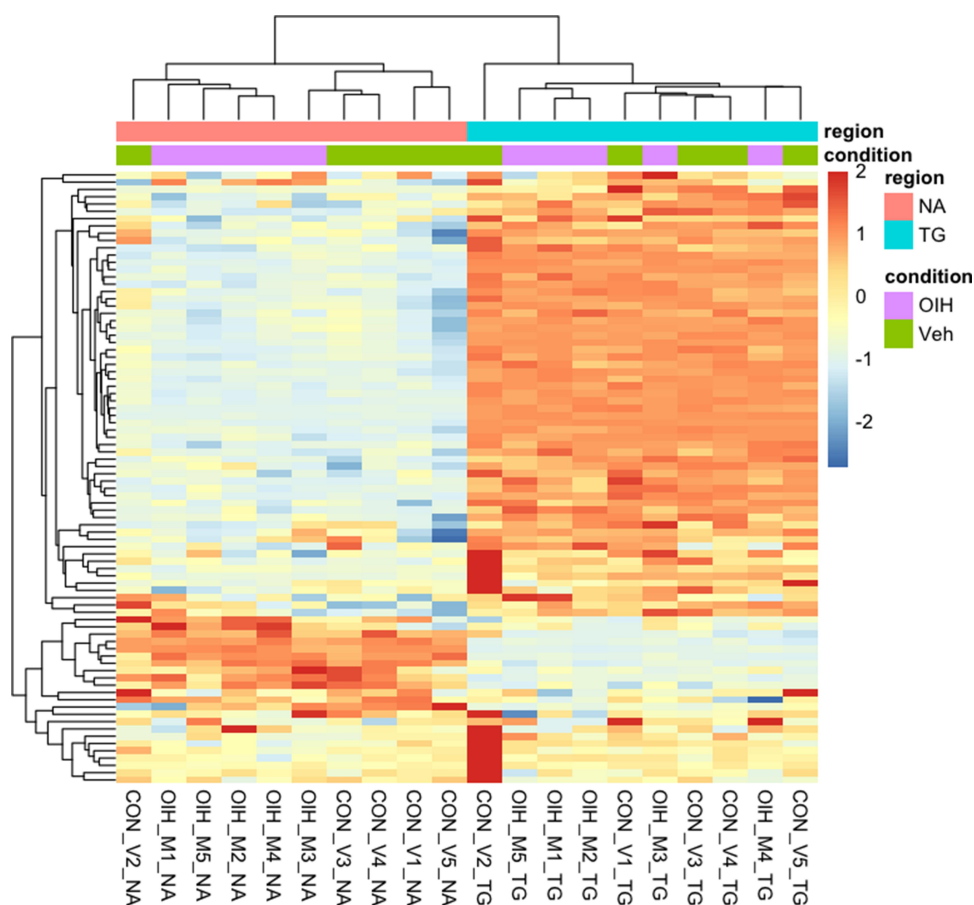 region
condition
region
NA
TG
condition
OIH
Veh
2
1
0
-1
-2
CON_V2_NA
OIH_M1_NA
OIH_M5_NA
OIH_M2_NA
OIH_M4_NA
OIH_M3_NA
CON_V3_NA
CON_V4_NA
CON_V1_NA
CON_V5_NA
CON_V2_TG
OIH_M5_TG
OIH_M1_TG
OIH_M2_TG
CON_V1_TG
OIH_M3_TG
CON_V3_TG
CON_V4_TG
OIH_M4_TG
CON_V5_TG